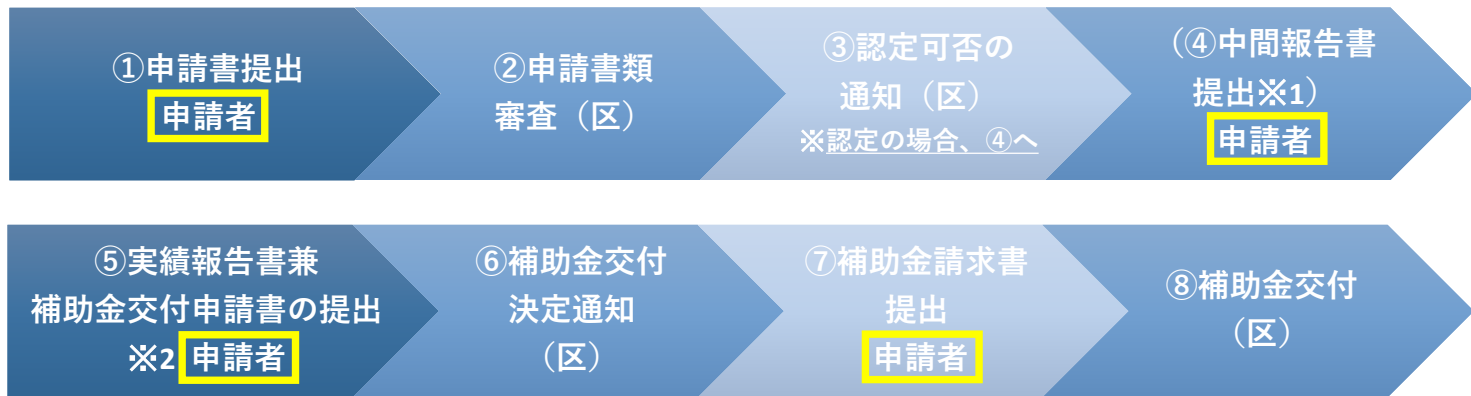 ①申請書提出
申請者
②申請書類
審査（区）
③認定可否の
通知（区）
※認定の場合、④へ
（④中間報告書
提出※1）
申請者
⑤実績報告書兼
補助金交付申請書の提出
※2 申請者
⑥補助金交付
決定通知
（区）
⑦補助金請求書
提出
申請者
⑧補助金交付
（区）